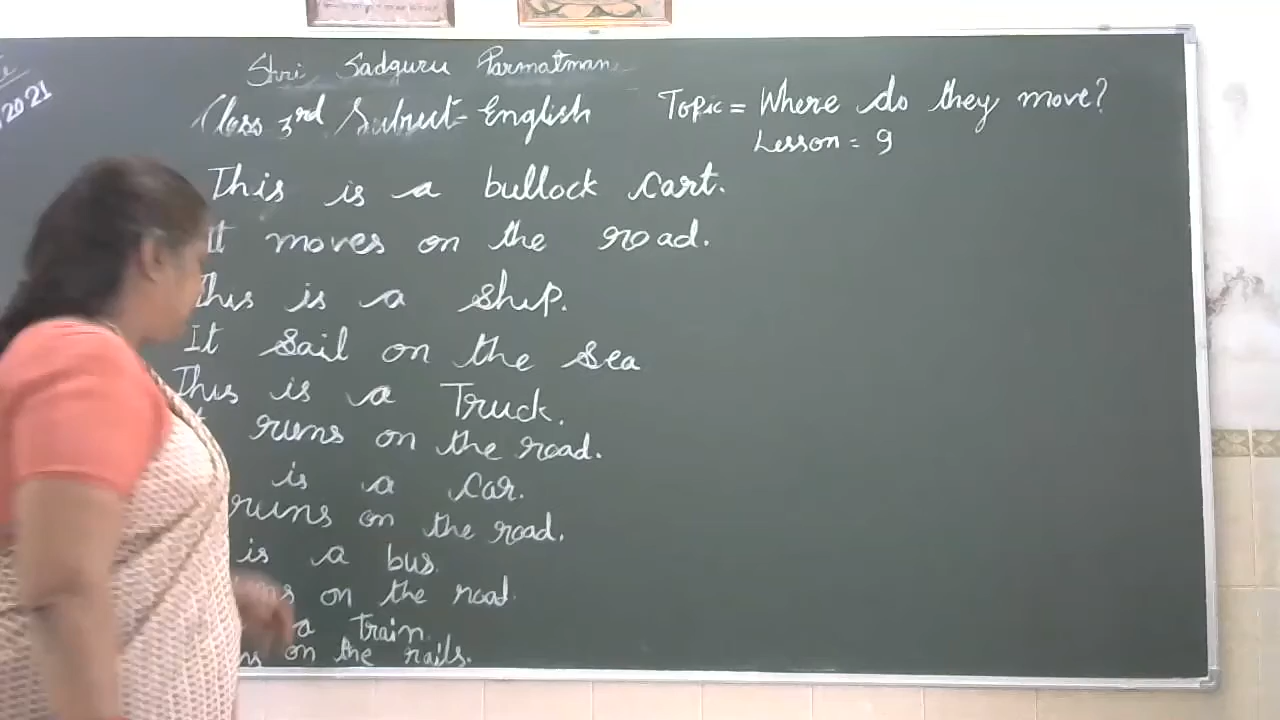 2021
Shri Sadguru Parmatman
Class 3rd Subject- English
Topic = Where do they move?
Lesson = 9
This is a bullock cart.
It moves on the road.
This is a ship.
It sail on the sea
This is a Truck.
runs on the road.
is a car.
runs on the road.
is a bus.
on the road.
a train.
on the rails.